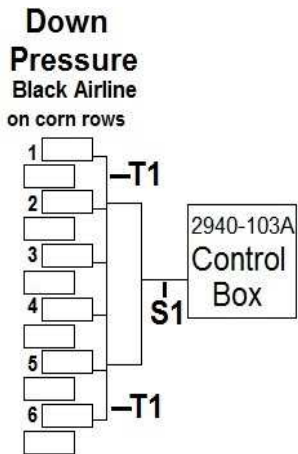 Down
Pressure
Black Airline
on corn rows
1
T1
2
2940-103A
3
Control
Box
4
S1
5
T1
6